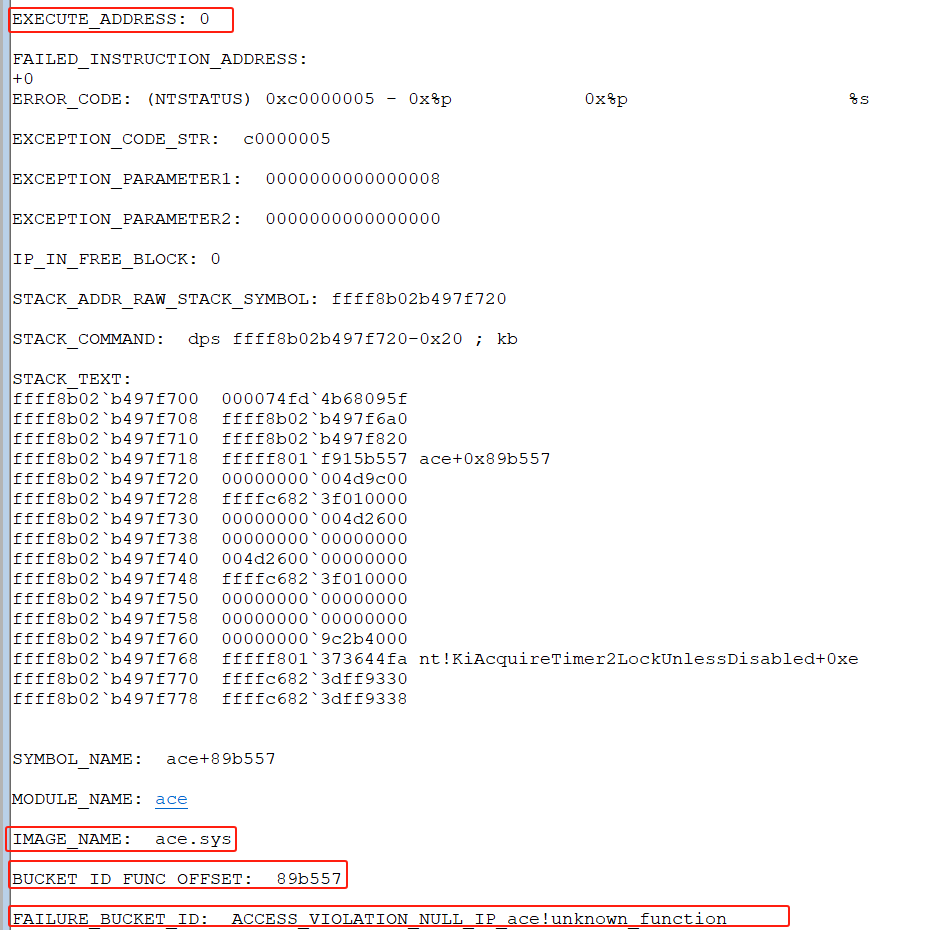 EXECUTE_ADDRESS: 0
FAILED_INSTRUCTION_ADDRESS:
+0
ERROR_CODE: (NTSTATUS) 0xc0000005 - 0x%p 0x%p %s
EXCEPTION_CODE_STR: c0000005
EXCEPTION_PARAMETER1: 0000000000000008
EXCEPTION_PARAMETER2: 0000000000000000
IP_IN_FREE_BLOCK: 0
STACK_ADDR_RAW_STACK_SYMBOL: ffff8b02b497f720
STACK_COMMAND: dps ffff8b02b497f720-0x20 ; kb
STACK_TEXT:
ffff8b02`b497f700 000074fd`4b68095f
ffff8b02`b497f708 ffff8b02`b497f6a0
ffff8b02`b497f710 ffff8b02`b497f820
ffff8b02`b497f718 fffff801`f915b557 ace+0x89b557
ffff8b02`b497f720 00000000`004d9c00
ffff8b02`b497f728 ffffc682`3f010000
ffff8b02`b497f730 00000000`004d2600
ffff8b02`b497f738 00000000`00000000
ffff8b02`b497f740 004d2600`00000000
ffff8b02`b497f748 ffffc682`3f010000
ffff8b02`b497f750 00000000`00000000
ffff8b02`b497f758 00000000`00000000
ffff8b02`b497f760 00000000`9c2b4000
ffff8b02`b497f768 fffff801`373644fa nt!KiAcquireTimer2LockUnlessDisabled+0xe
ffff8b02`b497f770 ffffc682`3dff9330
ffff8b02`b497f778 ffffc682`3dff9338
SYMBOL_NAME: ace+89b557
MODULE_NAME: ace
IMAGE_NAME: ace.sys
BUCKET_ID_FUNC_OFFSET: 89b557
FAILURE_BUCKET_ID: ACCESS_VIOLATION_NULL_IP_ace!unknown_function